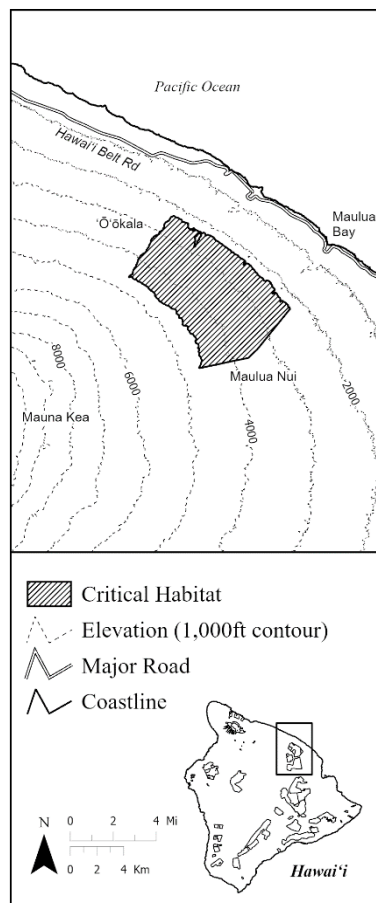 Pacific Ocean
Hawai‘i Belt Rd
‘Ō‘ōkala
Maulua
Bay
Maulua Nui
2000
4000
6000
8000
Mauna Kea
Critical Habitat
Elevation (1,000ft contour)
Major Road
Coastline
N
0 2 4 Mi
0 2 4 Km
Hawai‘i